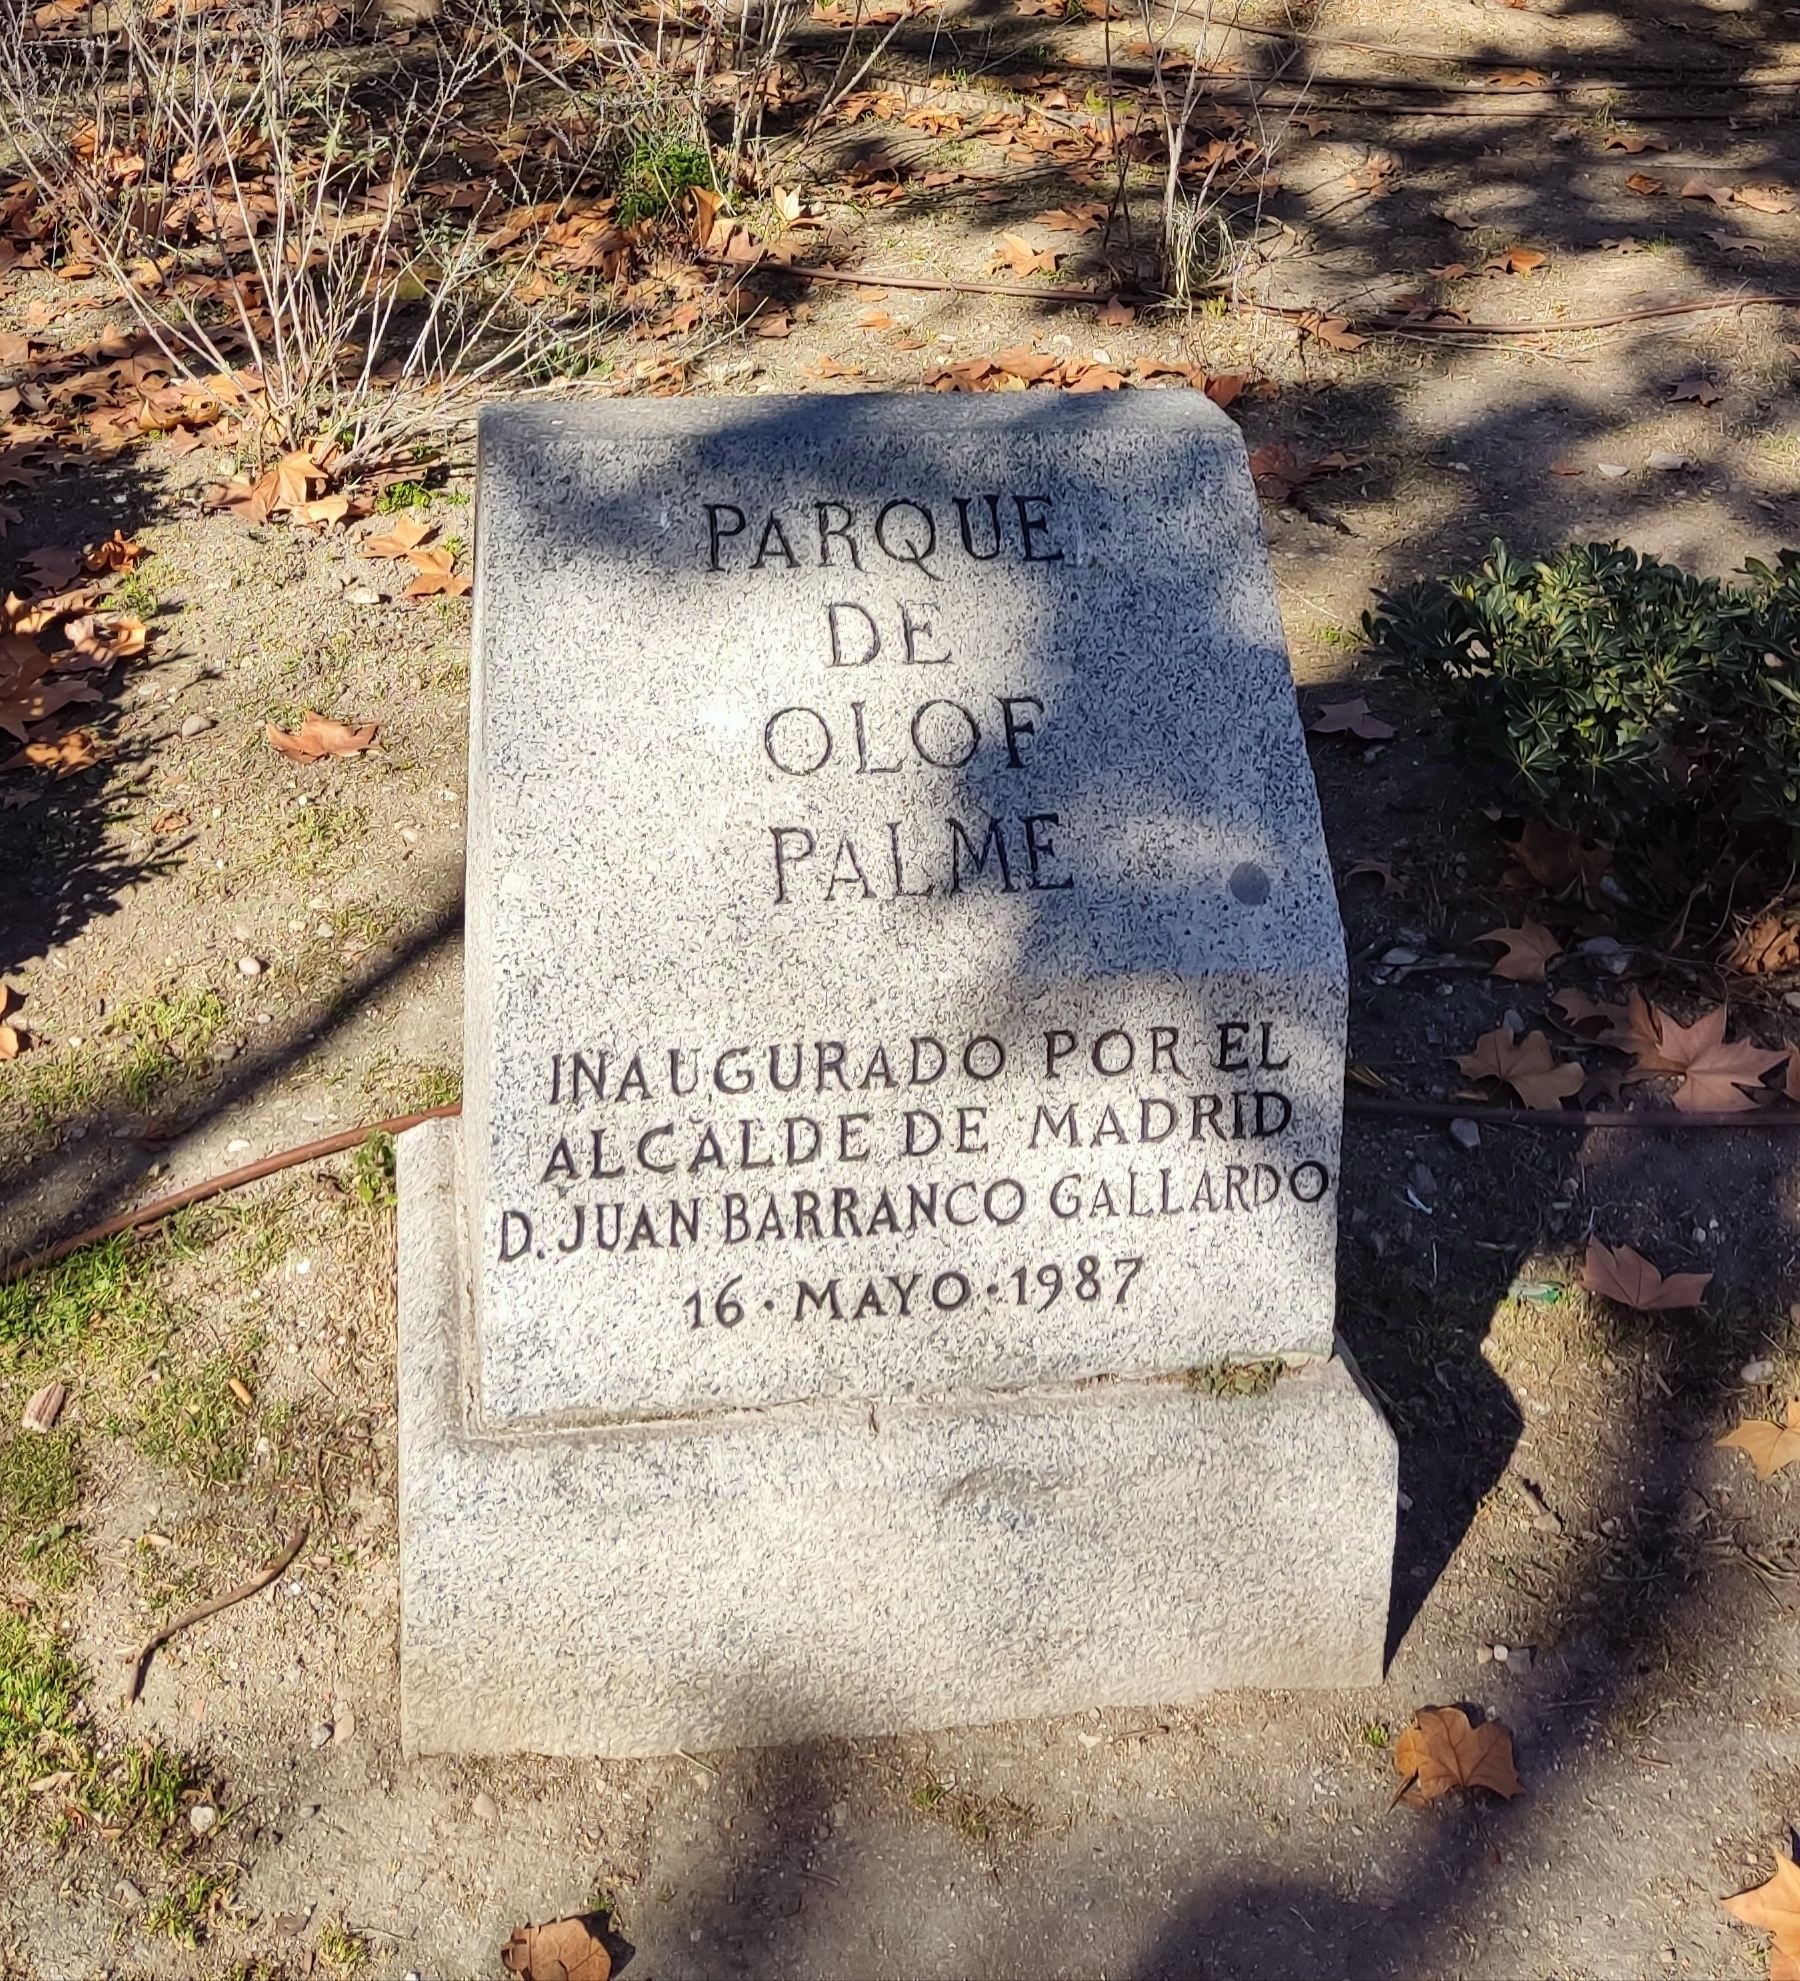 PARQUE
DE
OLOF
PALME
INAUGURADO POR EL
ALCALDE DE MADRID
D. JUAN BARRANCO GALLARDO
16 · MAYO · 1987